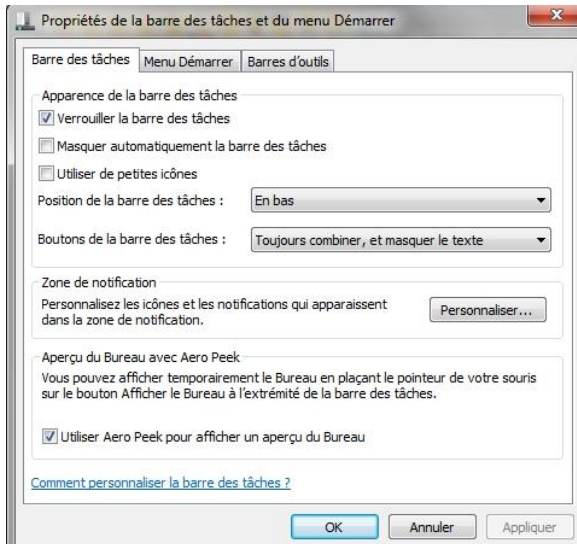 Propriétés de la barre des tâches et du menu Démarrer
Barre des tâches
Menu Démarrer
Barres d'outils
Apparence de la barre des tâches
Verrouiller la barre des tâches
Masquer automatiquement la barre des tâches
Utiliser de petites icônes
Position de la barre des tâches :
En bas
Boutons de la barre des tâches :
Toujours combiner, et masquer le texte
Zone de notification
Personnalisez les icônes et les notifications qui apparaissent
dans la zone de notification.
Personnaliser...
Aperçu du Bureau avec Aero Peek
Vous pouvez afficher temporairement le Bureau en plaçant le pointeur de votre souris
sur le bouton Afficher le Bureau à l'extrémité de la barre des tâches.
Utiliser Aero Peek pour afficher un aperçu du Bureau
Comment personnaliser la barre des tâches ?
OK
Annuler
Appliquer